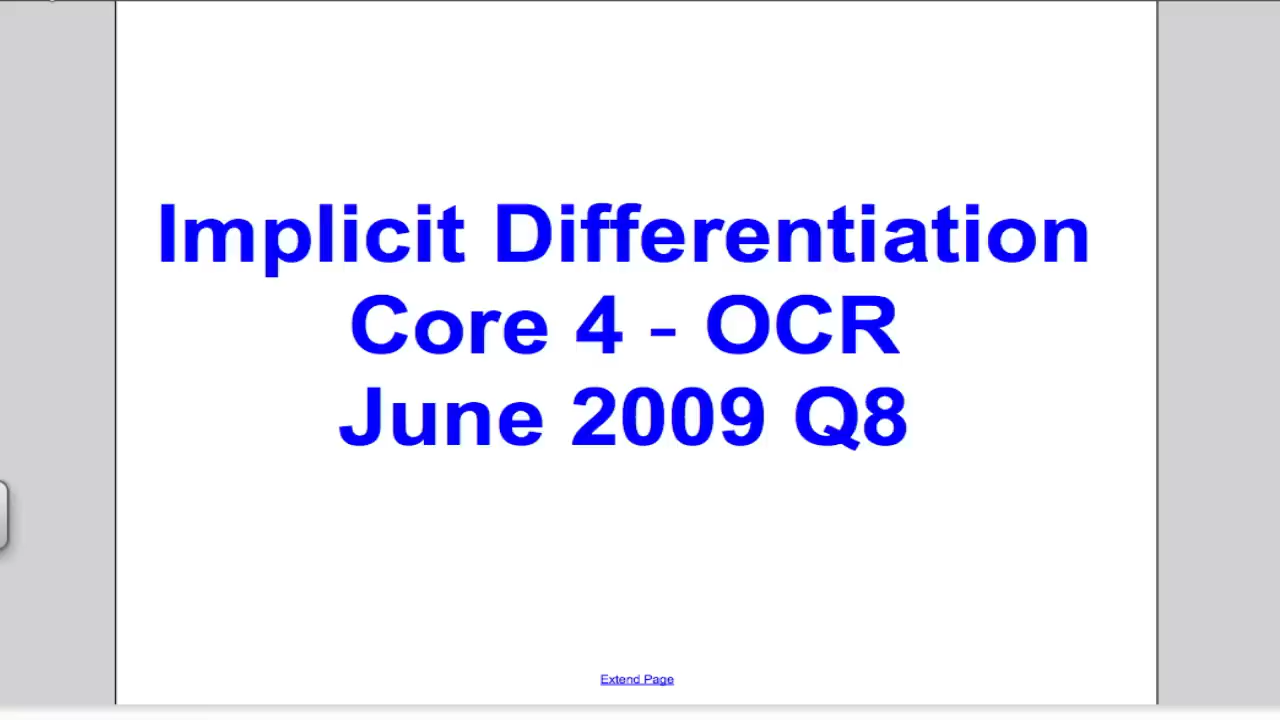 Implicit Differentiation
Core 4 - OCR
June 2009 Q8
Extend Page